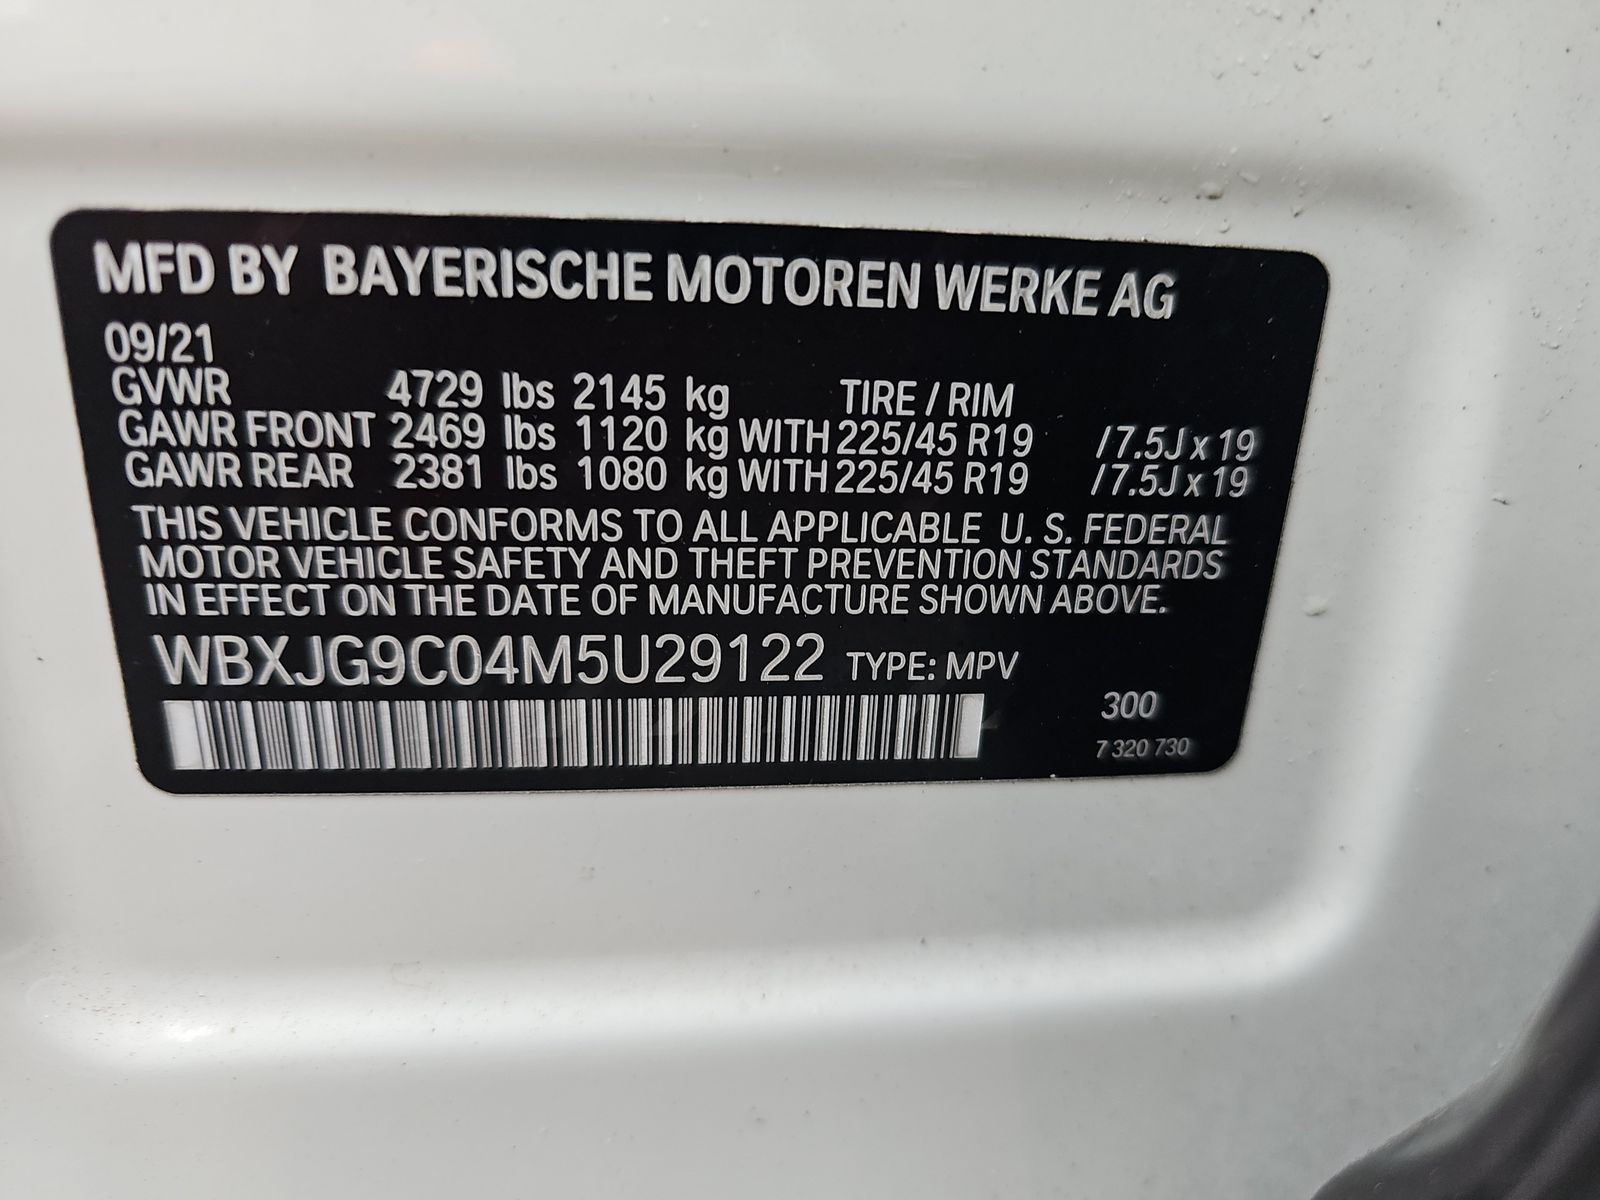 MFD BY BAYERISCHE MOTOREN WERKE AG
09/21
GVWR 4729 lbs 2145 kg TIRE / RIM
GAWR FRONT 2469 lbs 1120 kg WITH 225/45 R19 /7.5J x 19
GAWR REAR 2381 lbs 1080 kg WITH 225/45 R19 /7.5J x 19
THIS VEHICLE CONFORMS TO ALL APPLICABLE U. S. FEDERAL
MOTOR VEHICLE SAFETY AND THEFT PREVENTION STANDARDS
IN EFFECT ON THE DATE OF MANUFACTURE SHOWN ABOVE.
WBXJG9C04M5U29122 TYPE: MPV
300
7 320 730